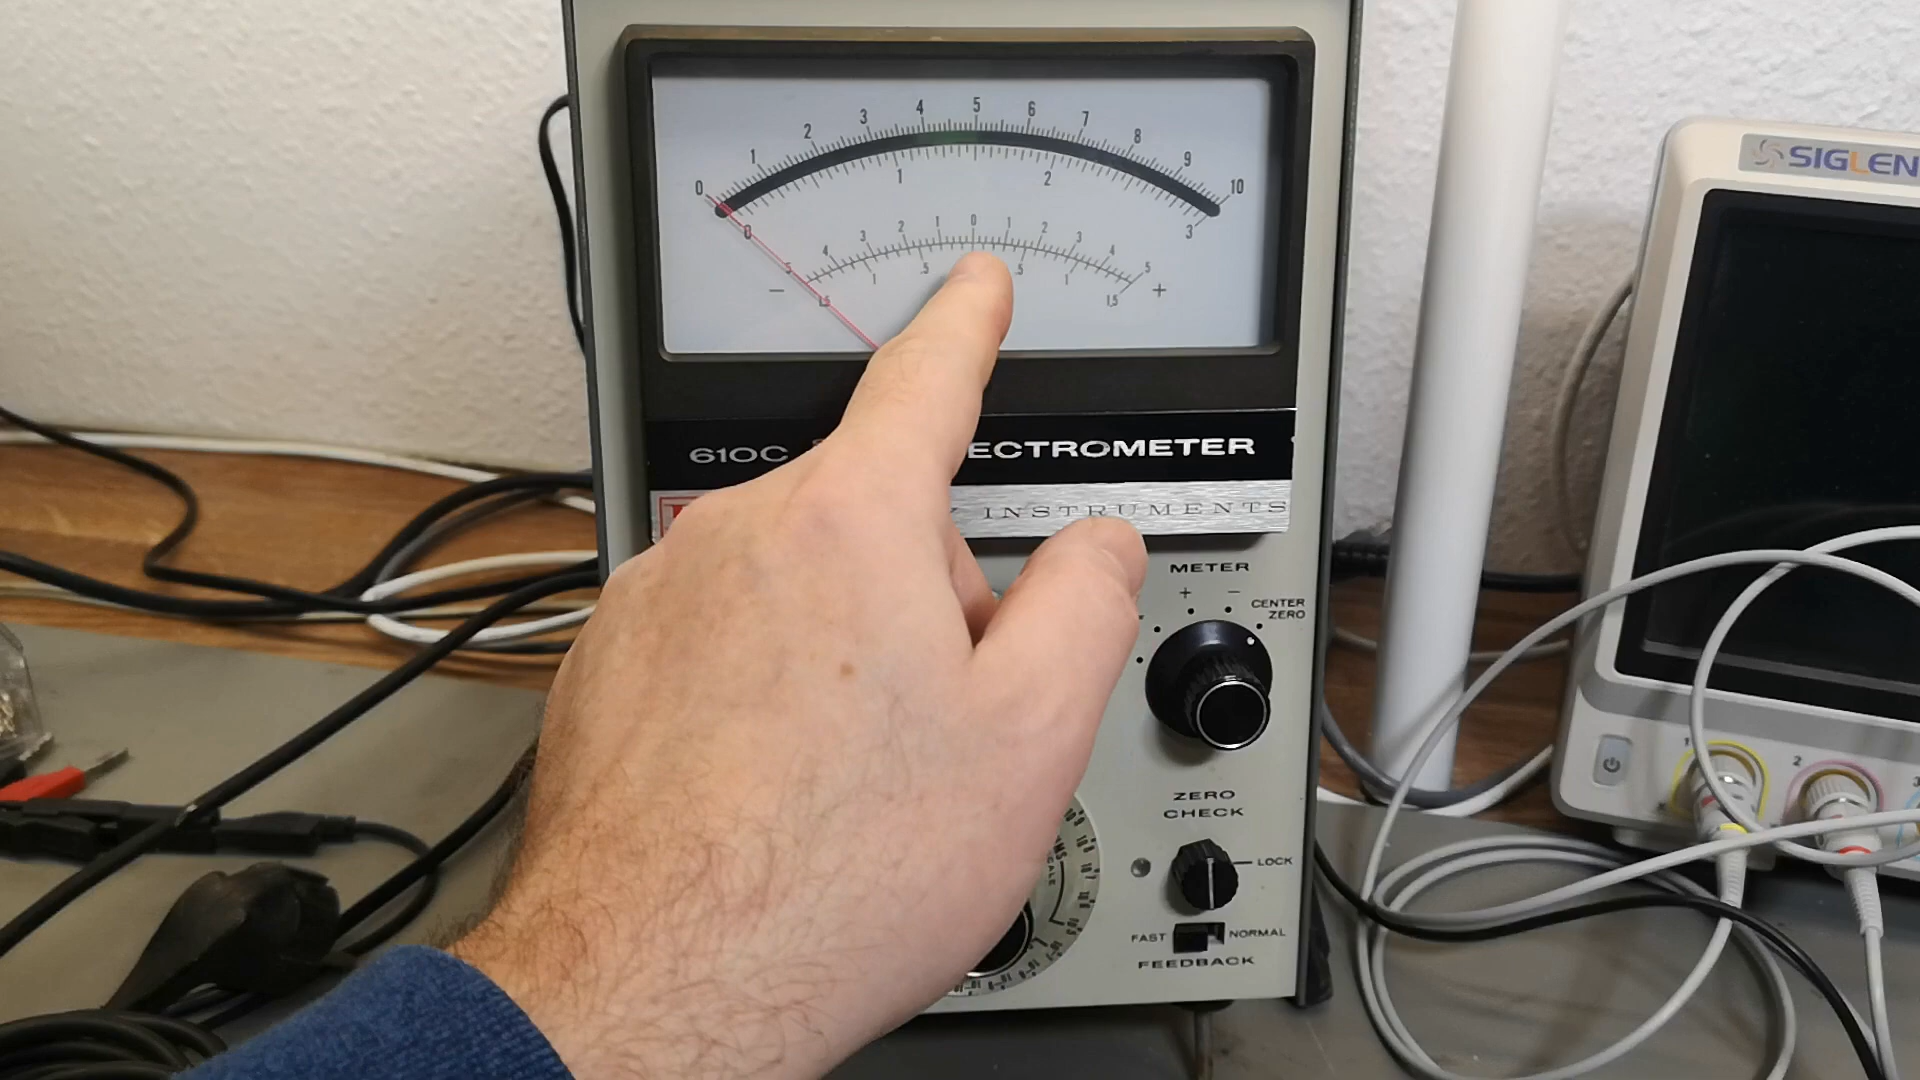 0 1 2 3 4 5 6 7 8 9 10
0 1 2 3
5 4 3 2 1 0 1 2 3 4 5
− 1.5 1 .5 .5 1 1.5 +
SIGLEN
610C ECTROMETER
INSTRUMENTS
METER
+ −
CENTER
ZERO
1 2 3
ZERO
CHECK
LOCK
FAST NORMAL
FEEDBACK